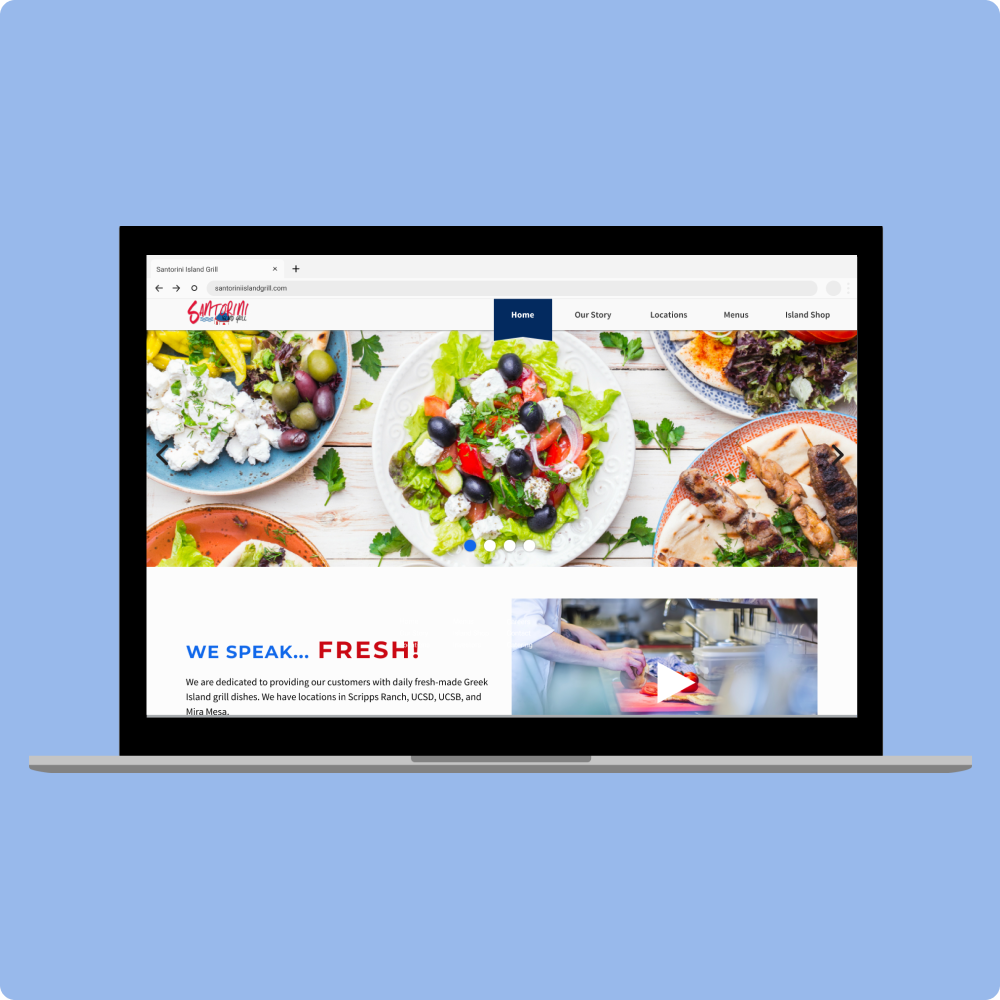 Santorini Island Grill
santoriniislandgrill.com
SANTORINI
Home Our Story Locations Menus Island Shop
WE SPEAK... FRESH!
We are dedicated to providing our customers with daily fresh-made Greek
Island grill dishes. We have locations in Scripps Ranch, UCSD, UCSB, and
Mira Mesa.